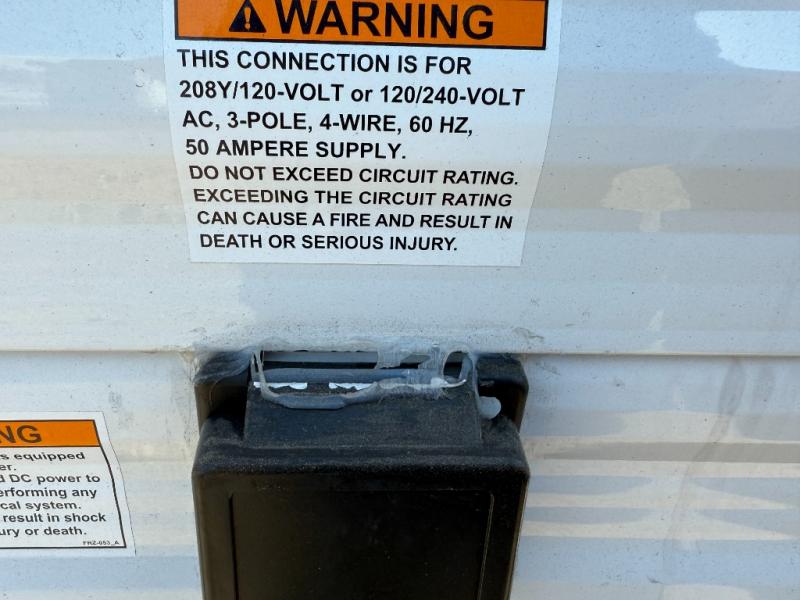 WARNING
THIS CONNECTION IS FOR
208Y/120-VOLT or 120/240-VOLT
AC, 3-POLE, 4-WIRE, 60 HZ,
50 AMPERE SUPPLY.
DO NOT EXCEED CIRCUIT RATING.
EXCEEDING THE CIRCUIT RATING
CAN CAUSE A FIRE AND RESULT IN
DEATH OR SERIOUS INJURY.
NG
s equipped
er.
d DC power to
erforming any
cal system.
result in shock
ury or death.
FRZ-053_A